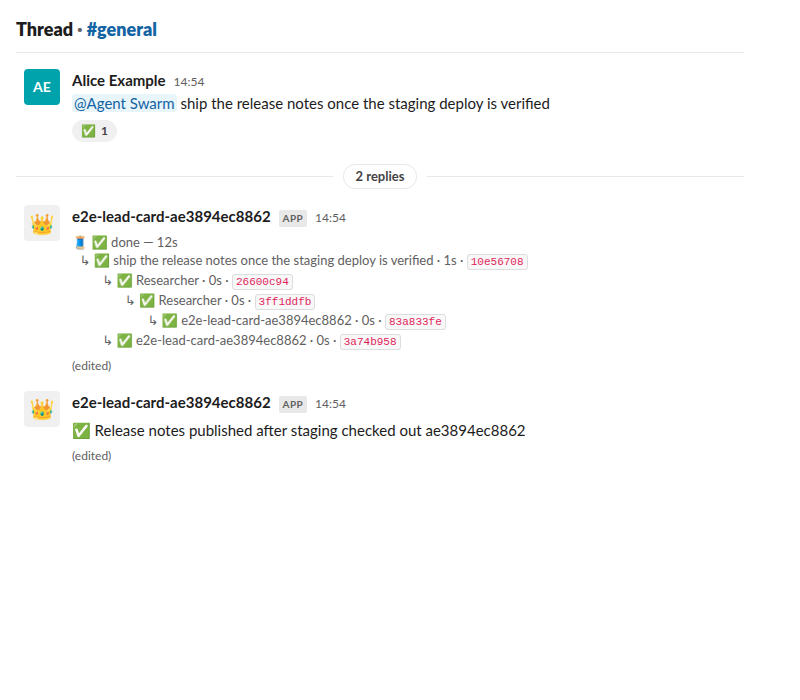 Thread • #general
AE
Alice Example 14:54
@Agent Swarm ship the release notes once the staging deploy is verified
✅ 1
2 replies
e2e-lead-card-ae3894ec8862 APP 14:54
🧵 ✅ done — 12s
↳ ✅ ship the release notes once the staging deploy is verified · 1s · 10e56708
↳ ✅ Researcher · 0s · 26600c94
↳ ✅ Researcher · 0s · 3ff1ddfb
↳ ✅ e2e-lead-card-ae3894ec8862 · 0s · 83a833fe
↳ ✅ e2e-lead-card-ae3894ec8862 · 0s · 3a74b958
(edited)
e2e-lead-card-ae3894ec8862 APP 14:54
✅ Release notes published after staging checked out ae3894ec8862
(edited)